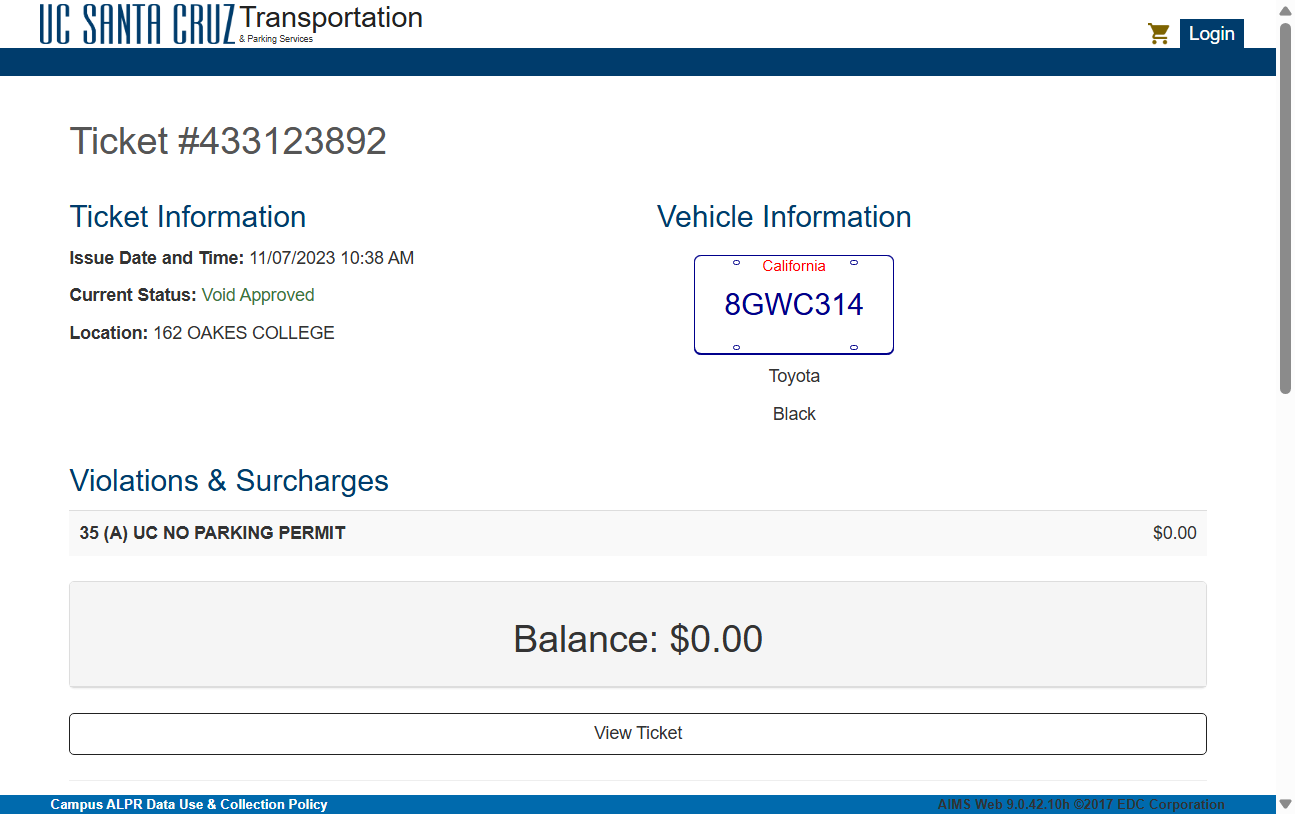 UC SANTA CRUZ Transportation
& Parking Services
Login
Ticket #433123892
Ticket Information
Issue Date and Time: 11/07/2023 10:38 AM
Current Status: Void Approved
Location: 162 OAKES COLLEGE
Vehicle Information
California
8GWC314
Toyota
Black
Violations & Surcharges
35 (A) UC NO PARKING PERMIT $0.00
Balance: $0.00
View Ticket
Campus ALPR Data Use & Collection Policy
AIMS Web 9.0.42.10h ©2017 EDC Corporation